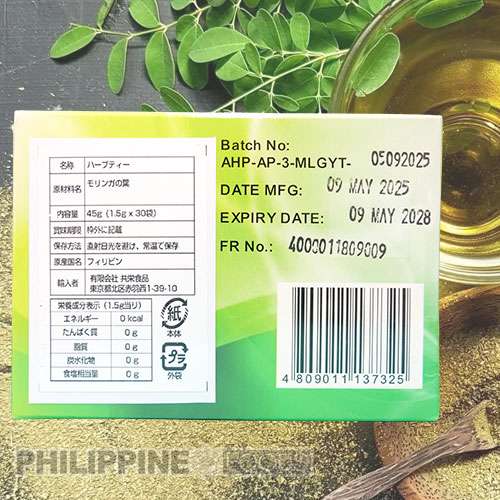 名称 ハーブティー
原材料名 モリンガの葉
内容量 45g (1.5g x 30袋)
賞味期限 枠外に記載
保存方法 直射日光を避け、常温で保存
原産国名 フィリピン
輸入者 有限会社 共栄食品
東京都北区赤羽西1-39-10
栄養成分表示 (1.5g当り)
エネルギー 0 kcal
たんぱく質 0 g
脂質 0 g
炭水化物 0 g
食塩相当量 0 g
紙
本体
プラ
外袋
Batch No:
AHP-AP-3-MLGYT- 05092025
DATE MFG: 09 MAY 2025
EXPIRY DATE: 09 MAY 2028
FR No.: 4000011809009
4 809011 137325
PHILIPPINE